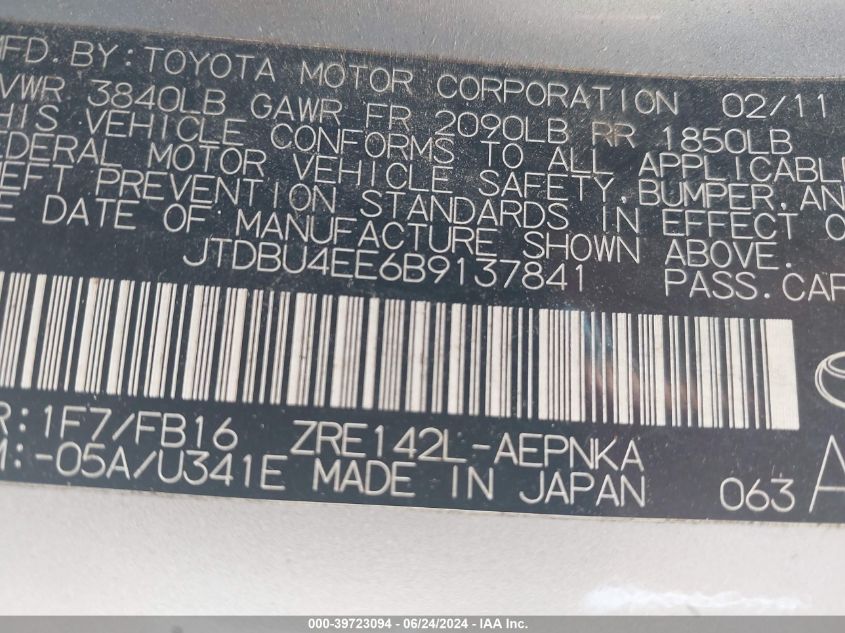 MFD. BY: TOYOTA MOTOR CORPORATION 02/11
VWR 3840LB GAWR FR 2090LB RR 1850LB
HIS VEHICLE CONFORMS TO ALL APPLICABLE
EDERAL MOTOR VEHICLE SAFETY, BUMPER, AN
HEFT PREVENTION STANDARDS IN EFFECT O
E DATE OF MANUFACTURE SHOWN ABOVE.
JTDBU4EE6B9137841 PASS. CAR
R: 1F7/FB16 ZRE142L-AEPNKA
M: -05A/U341E MADE IN JAPAN 063 A
000-39723094 - 06/24/2024 - IAA Inc.